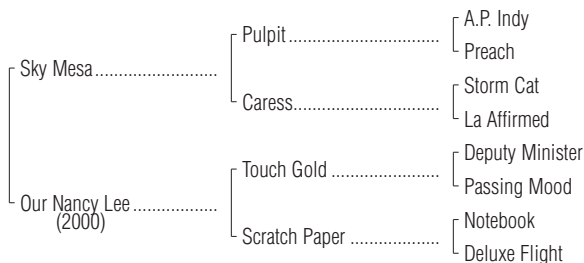 A.P. Indy
Pulpit
Preach
Sky Mesa
Storm Cat
Caress
La Affirmed
Deputy Minister
Touch Gold
Passing Mood
Our Nancy Lee
(2000)
Notebook
Scratch Paper
Deluxe Flight